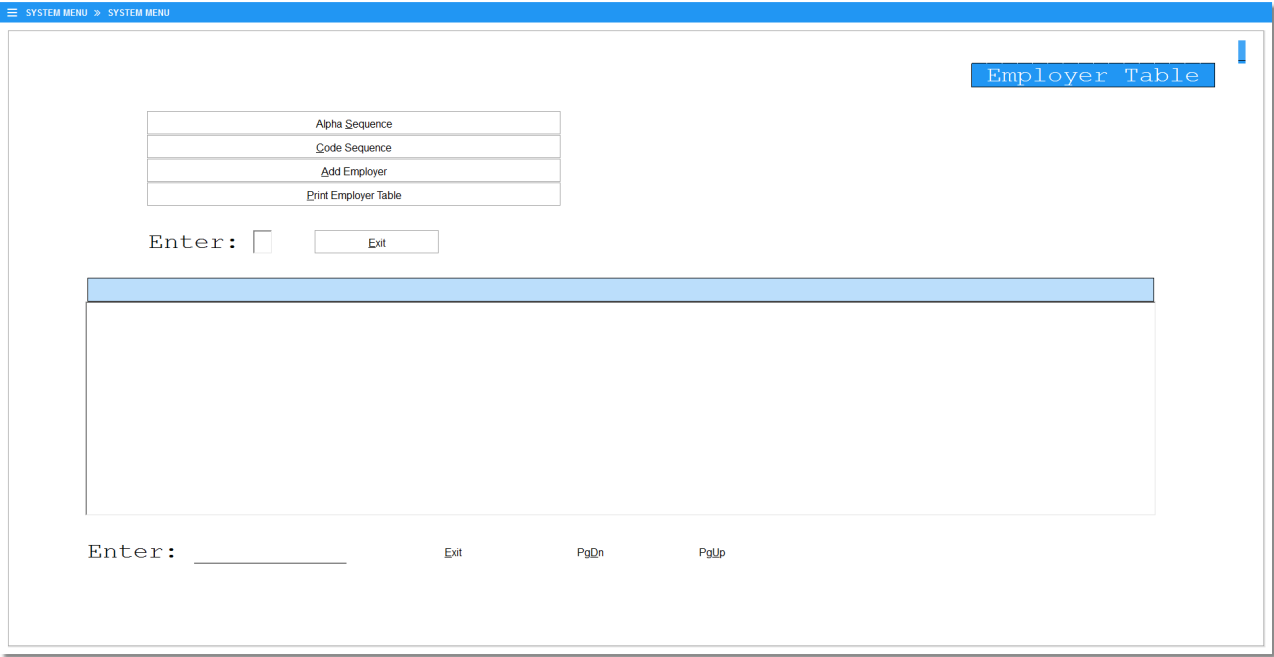 SYSTEM MENU » SYSTEM MENU
Employer Table
Alpha Sequence
Code Sequence
Add Employer
Print Employer Table
Enter: Exit
Enter: Exit PgDn PgUp